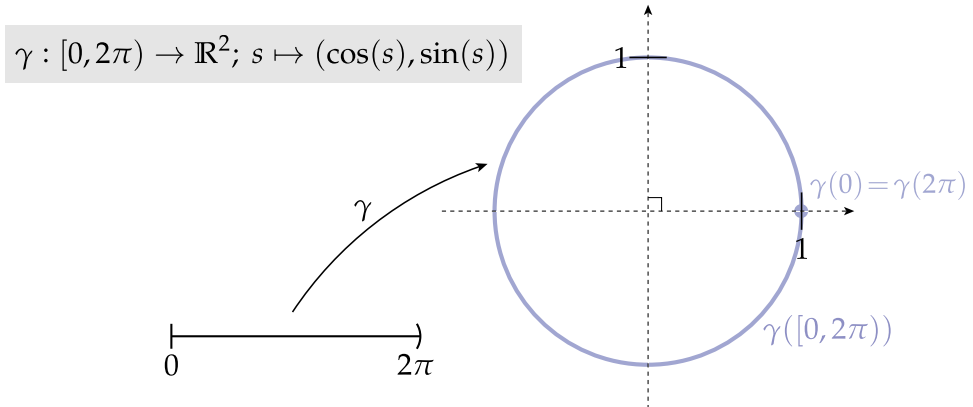 γ : [0, 2π) → ℝ²; s ↦ (cos(s), sin(s))
1
γ(0) = γ(2π)
γ
1
γ([0, 2π))
0
2π